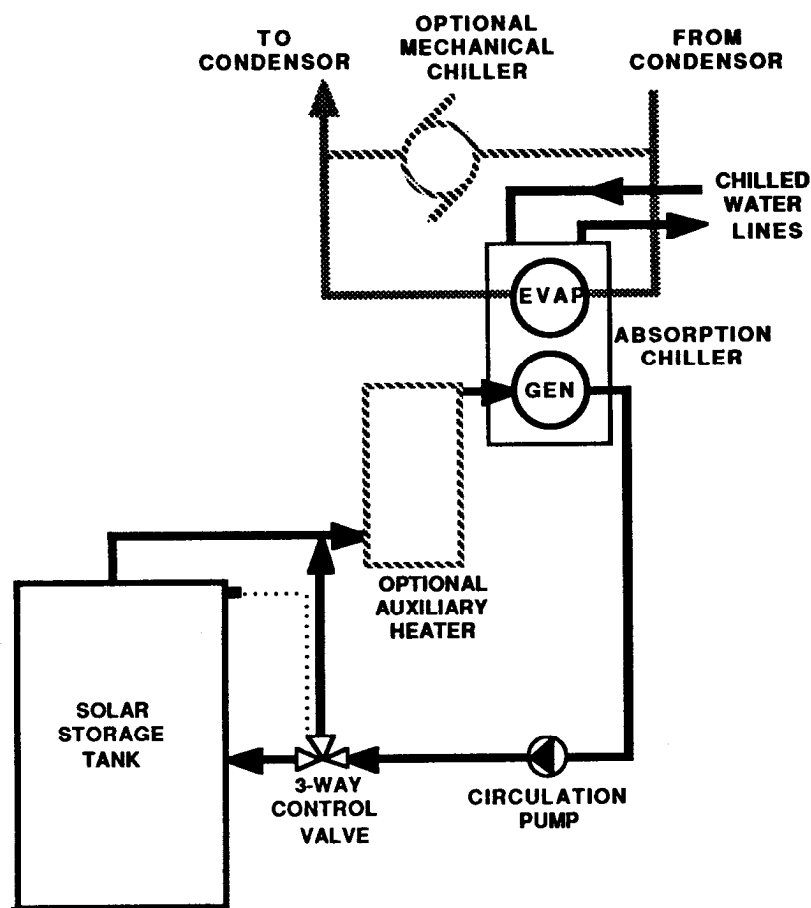 TO
CONDENSOR
OPTIONAL
MECHANICAL
CHILLER
FROM
CONDENSOR
CHILLED
WATER
LINES
EVAP
ABSORPTION
CHILLER
GEN
OPTIONAL
AUXILIARY
HEATER
SOLAR
STORAGE
TANK
3-WAY
CONTROL
VALVE
CIRCULATION
PUMP